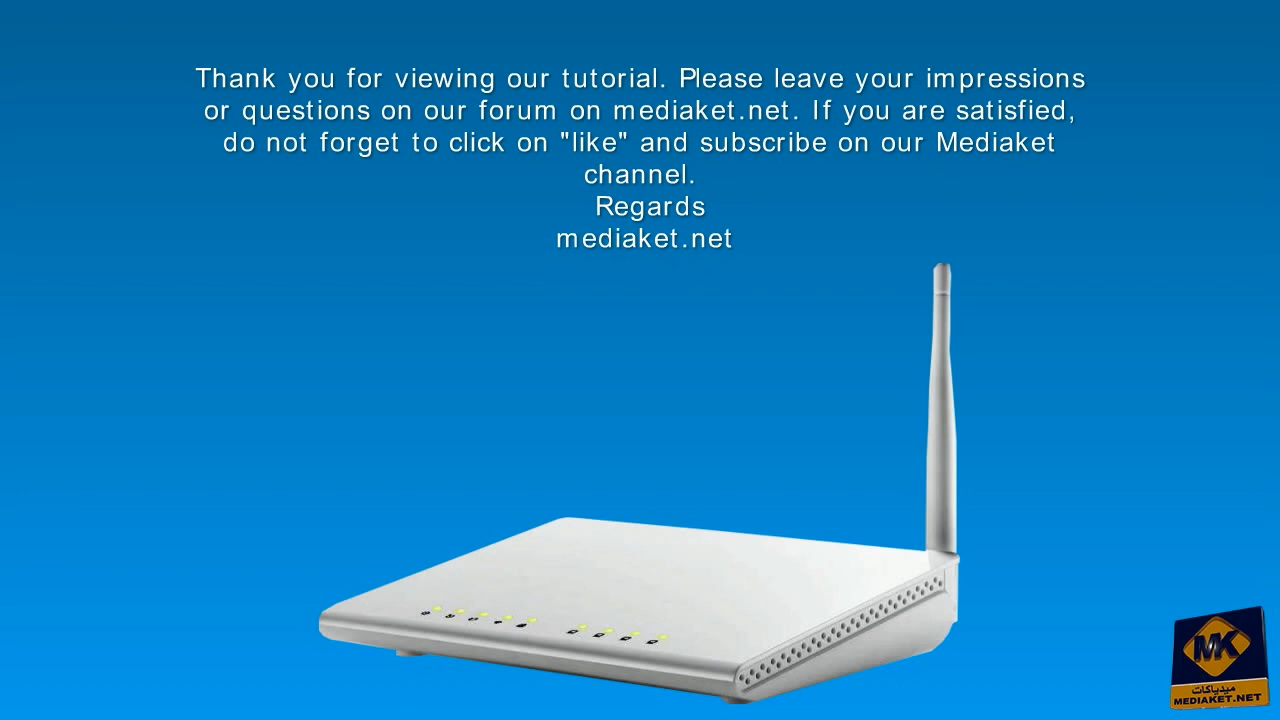 Thank you for viewing our tutorial. Please leave your impressions
or questions on our forum on mediaket.net. If you are satisfied,
do not forget to click on "like" and subscribe on our Mediaket
channel.
Regards
mediaket.net
MK
ميدياكات
MEDIAKET.NET